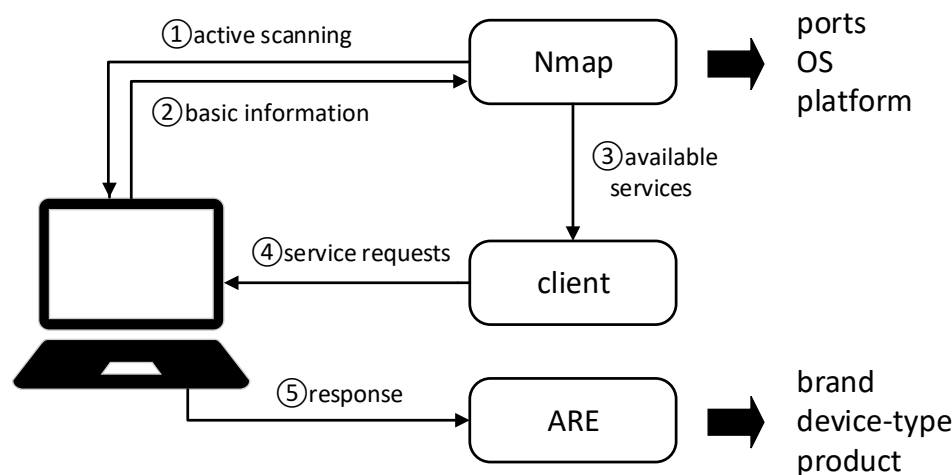 ①active scanning
Nmap
ports
OS
platform
②basic information
③available
services
④service requests
client
⑤response
ARE
brand
device-type
product